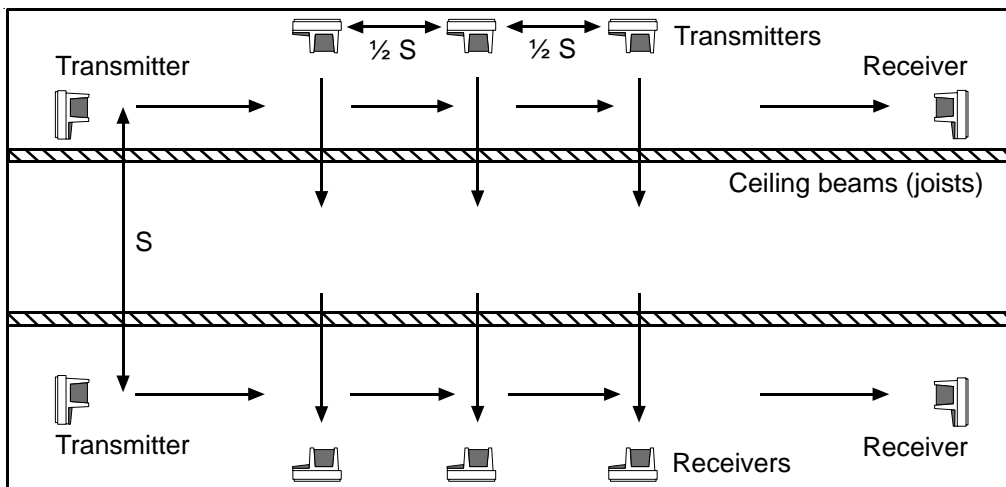 ½ S
½ S
Transmitters
Transmitter
Receiver
Ceiling beams (joists)
S
Transmitter
Receivers
Receiver